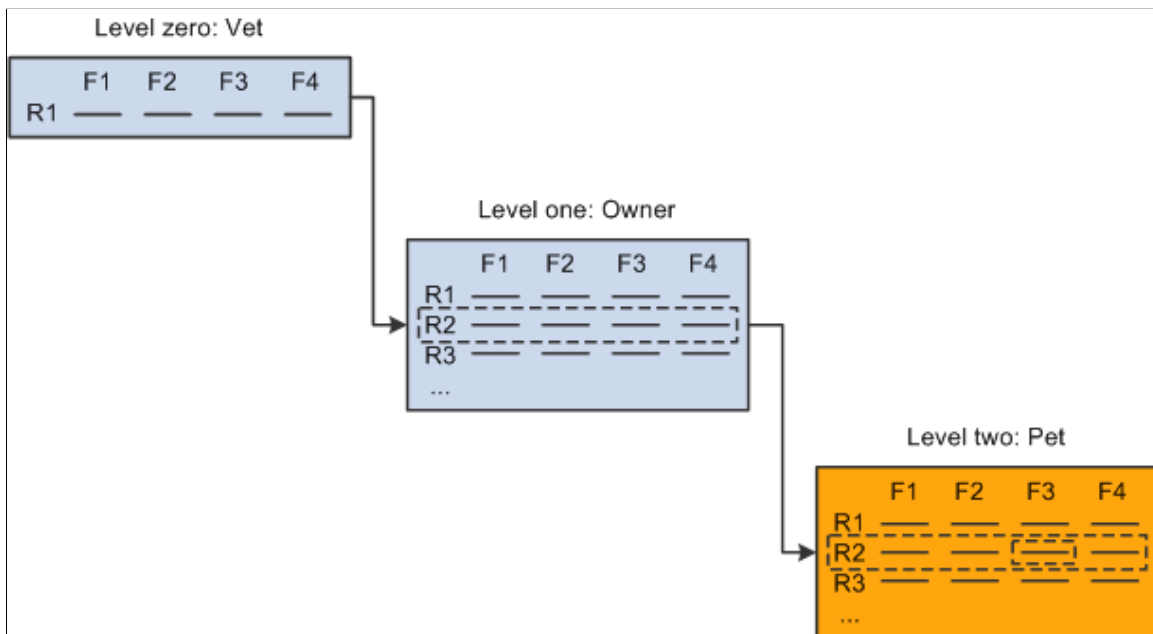 Level zero: Vet
F1 F2 F3 F4
R1
Level one: Owner
F1 F2 F3 F4
R1
R2
R3
...
Level two: Pet
F1 F2 F3 F4
R1
R2
R3
...